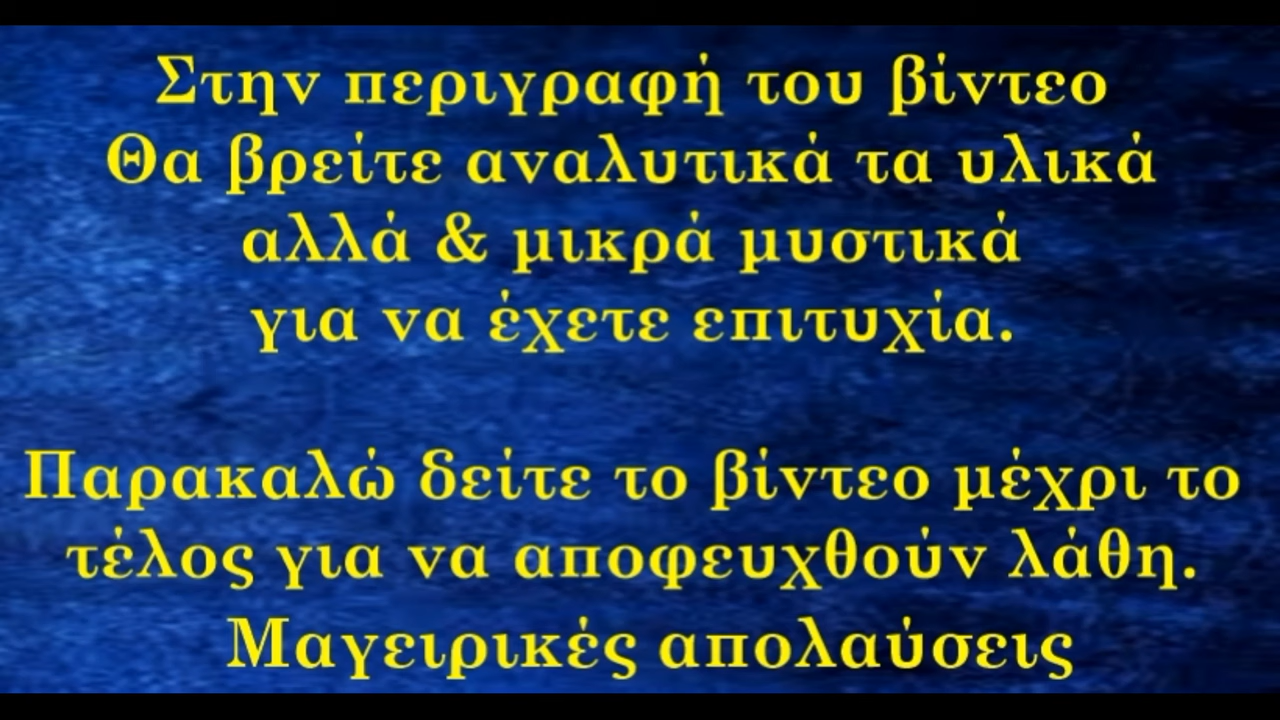 Στην περιγραφή του βίντεο
Θα βρείτε αναλυτικά τα υλικά
αλλά & μικρά μυστικά
για να έχετε επιτυχία.
Παρακαλώ δείτε το βίντεο μέχρι το
τέλος για να αποφευχθούν λάθη.
Μαγειρικές απολαύσεις